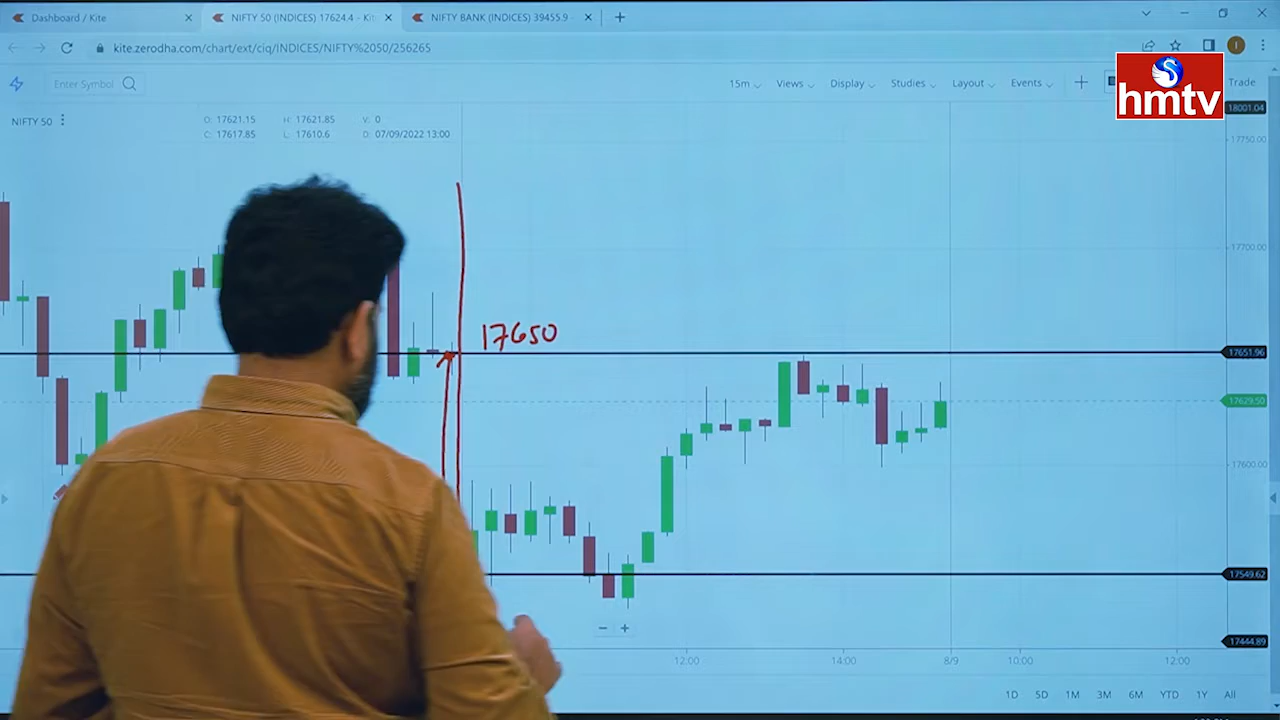 Dashboard / Kite
NIFTY 50 (INDICES) 17624.4 - Kit
NIFTY BANK (INDICES) 39455.9
kite.zerodha.com/chart/ext/ciq/INDICES/NIFTY%2050/256265
Enter Symbol
15m Views Display Studies Layout Events Trade
hmtv
NIFTY 50
O: 17621.15 H: 17621.85 V: 0
C: 17617.85 L: 17610.6 D: 07/09/2022 13:00
18001.04
17750.00
17700.00
17650
17651.96
17629.50
17600.00
17549.62
17444.89
12:00 14:00 8/9 10:00 12:00
1D 5D 1M 3M 6M YTD 1Y All